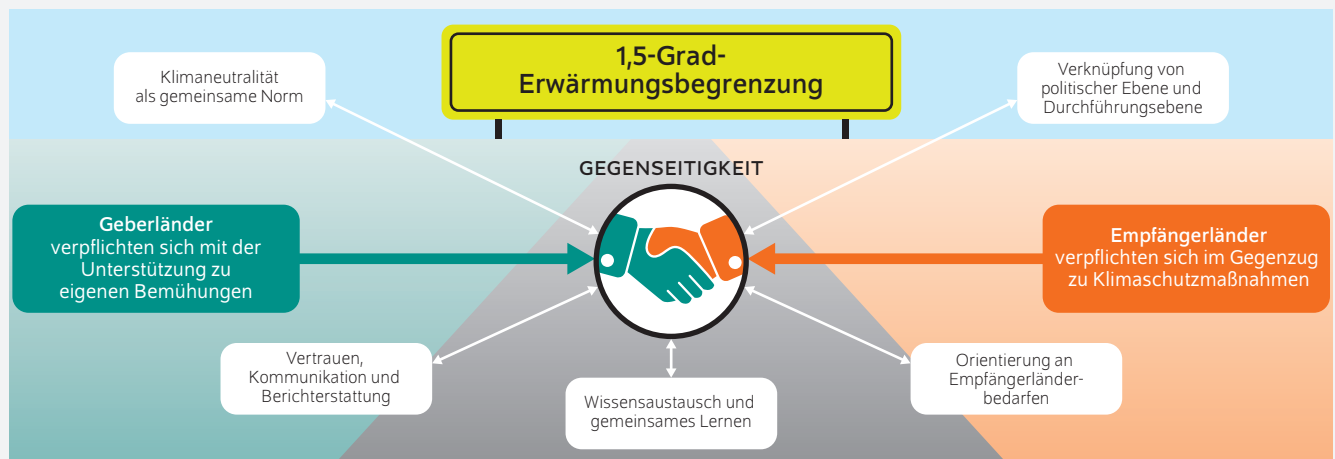 1,5-Grad-
Erwärmungsbegrenzung
Klimaneutralität
als gemeinsame Norm
Verknüpfung von
politischer Ebene und
Durchführungsebene
GEGENSEITIGKEIT
Geberländer
verpflichten sich mit der
Unterstützung zu
eigenen Bemühungen
Empfängerländer
verpflichten sich im Gegenzug
zu Klimaschutzmaßnahmen
Vertrauen,
Kommunikation und
Berichterstattung
Wissensaustausch und
gemeinsames Lernen
Orientierung an
Empfängerländer-
bedarfen